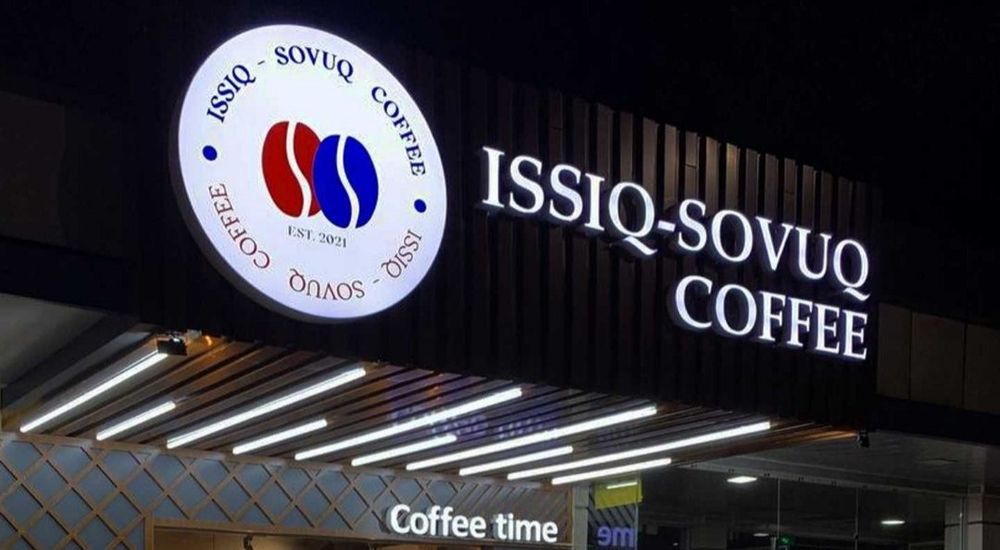 ISSIQ - SOVUQ COFFEE
EST. 2021
ISSIQ - SOVUQ COFFEE
ISSIQ-SOVUQ
COFFEE
Coffee time